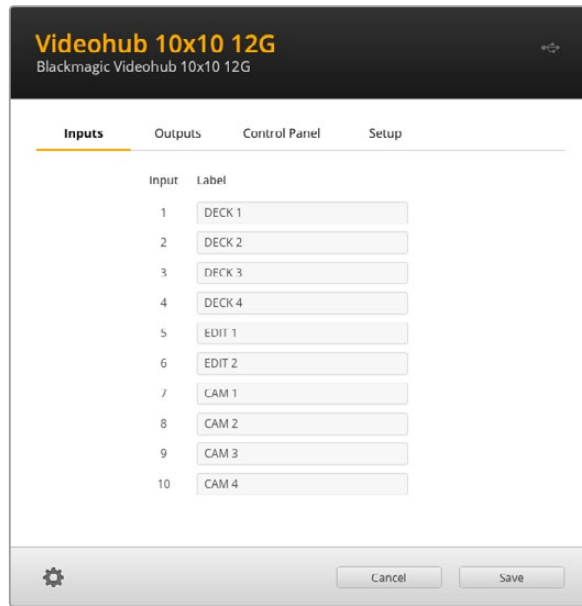 Videohub 10x10 12G
Blackmagic Videohub 10x10 12G
Inputs Outputs Control Panel Setup
Input Label
1 DECK 1
2 DECK 2
3 DECK 3
4 DECK 4
5 EDIT 1
6 EDIT 2
7 CAM 1
8 CAM 2
9 CAM 3
10 CAM 4
Cancel Save